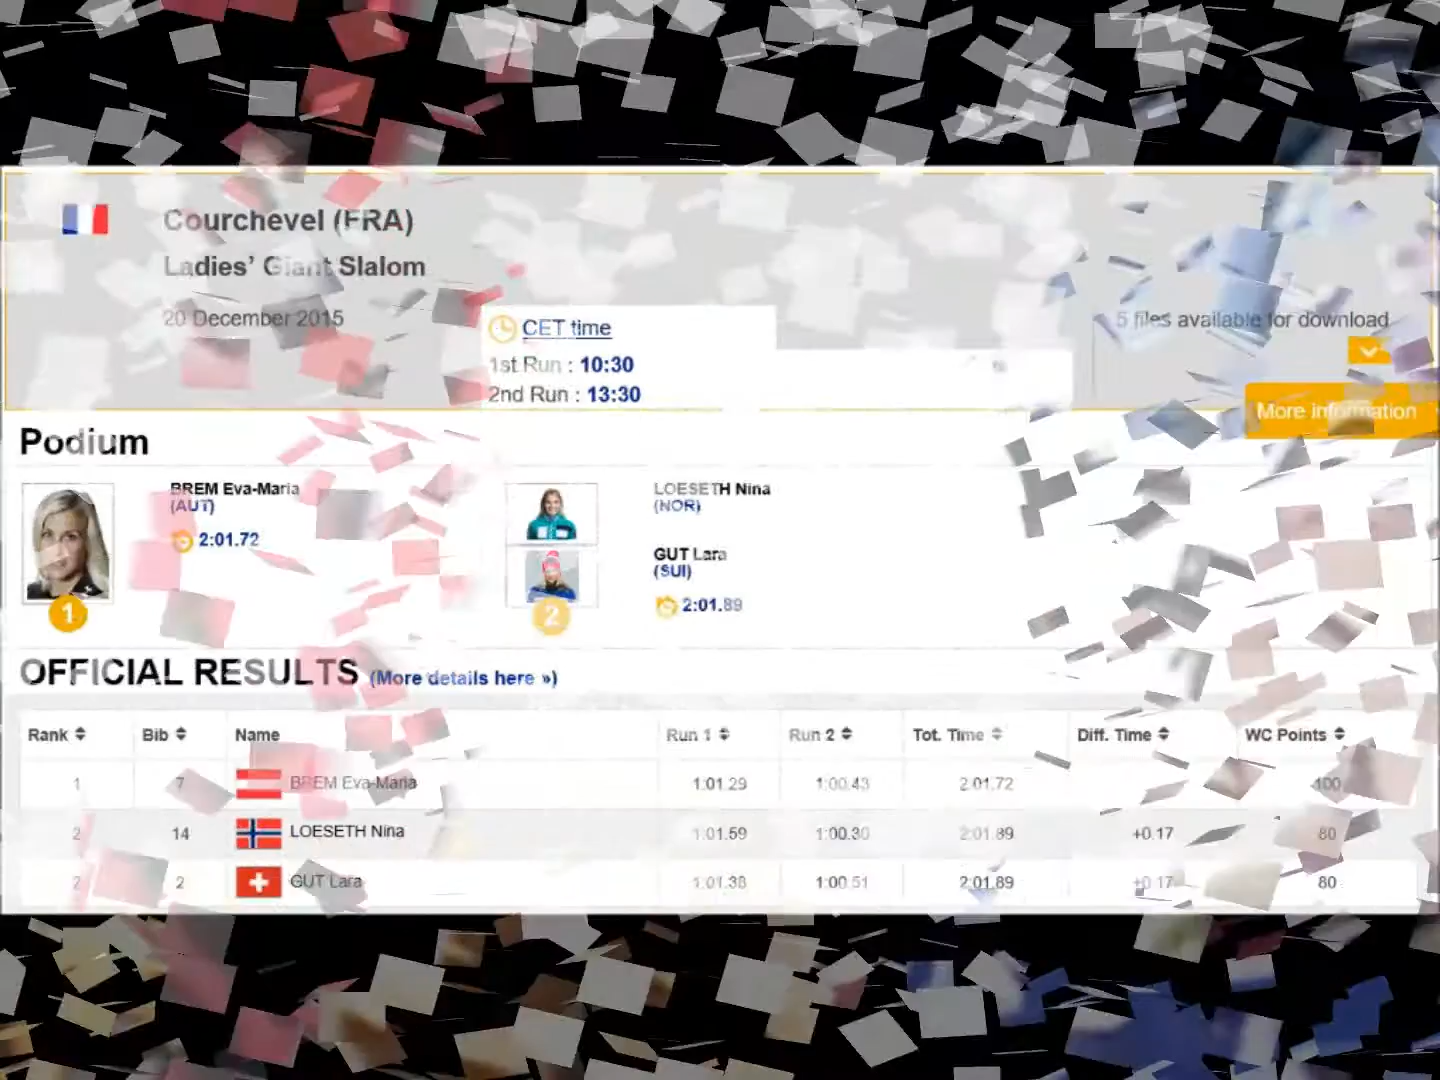 Courchevel (FRA)
Ladies' Giant Slalom
20 December 2015
CET time
1st Run : 10:30
2nd Run : 13:30
5 files available for download
More information
Podium
BREM Eva-Maria
(AUT)
2:01.72
1
LOESETH Nina
(NOR)
GUT Lara
(SUI)
2:01.89
2
OFFICIAL RESULTS (More details here »)
Rank Bib Name Run 1 Run 2 Tot. Time Diff. Time WC Points
1 7 BREM Eva-Maria 1:01.29 1:00.43 2:01.72 100
2 14 LOESETH Nina 1:01.59 1:00.30 2:01.89 +0.17 80
2 2 GUT Lara 1:01.38 1:00.51 2:01.89 +0.17 80